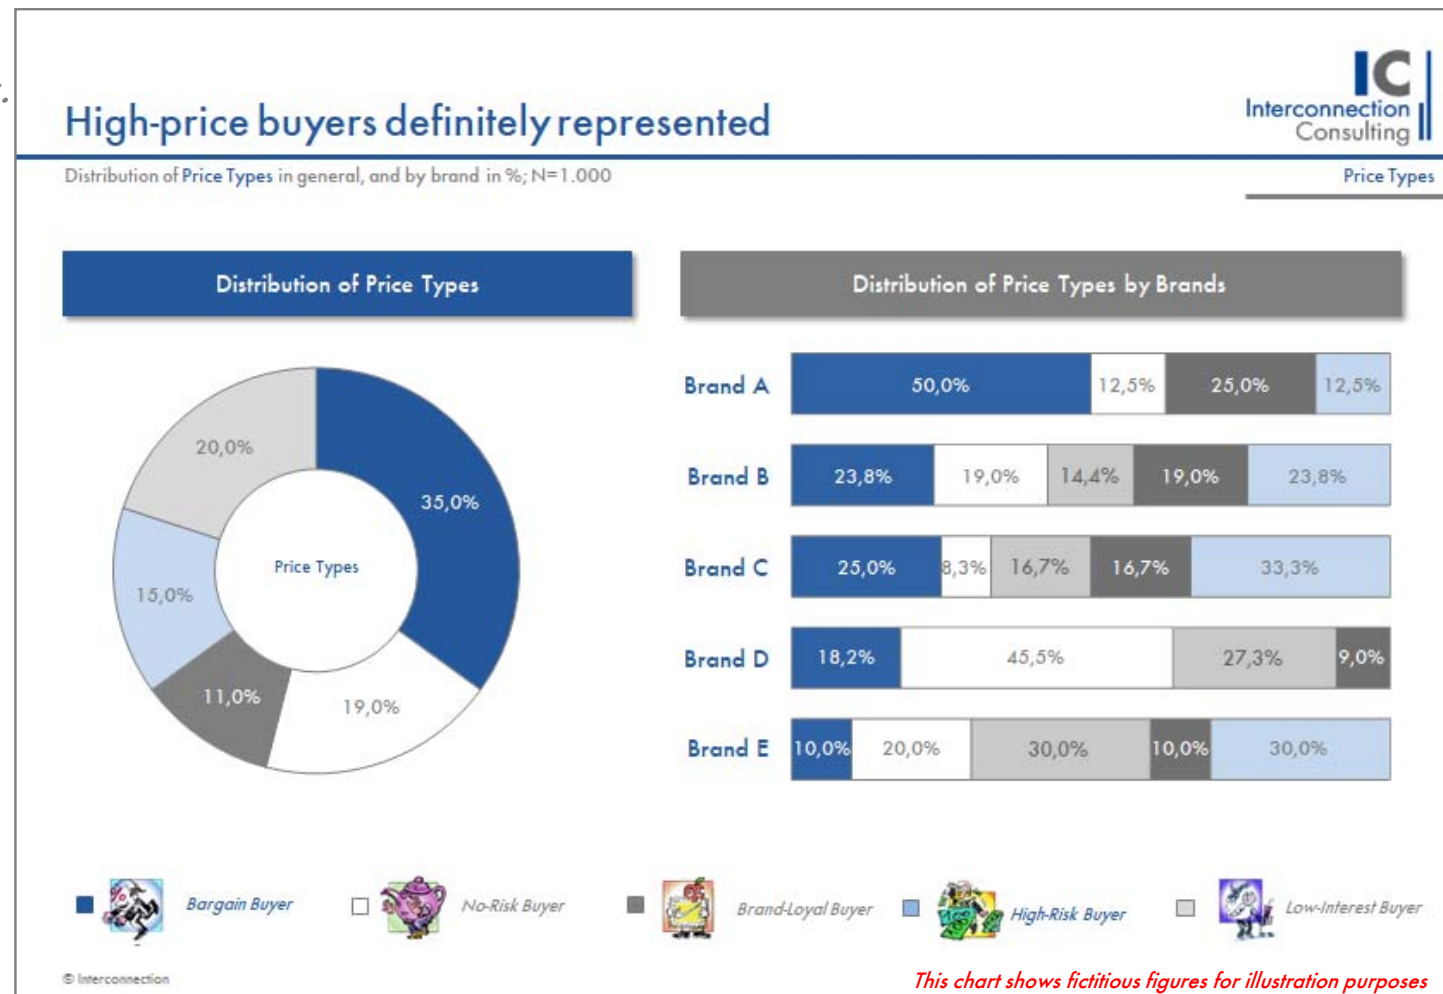 IC
Interconnection
Consulting
High-price buyers definitely represented
Distribution of Price Types in general, and by brand in %; N=1.000
Price Types
Distribution of Price Types
Distribution of Price Types by Brands
20,0%
35,0%
Price Types
15,0%
11,0%
19,0%
Brand A 50,0% 12,5% 25,0% 12,5%
Brand B 23,8% 19,0% 14,4% 19,0% 23,8%
Brand C 25,0% 8,3% 16,7% 16,7% 33,3%
Brand D 18,2% 45,5% 27,3% 9,0%
Brand E 10,0% 20,0% 30,0% 10,0% 30,0%
Bargain Buyer No-Risk Buyer Brand-Loyal Buyer High-Risk Buyer Low-Interest Buyer
© Interconnection
This chart shows fictitious figures for illustration purposes